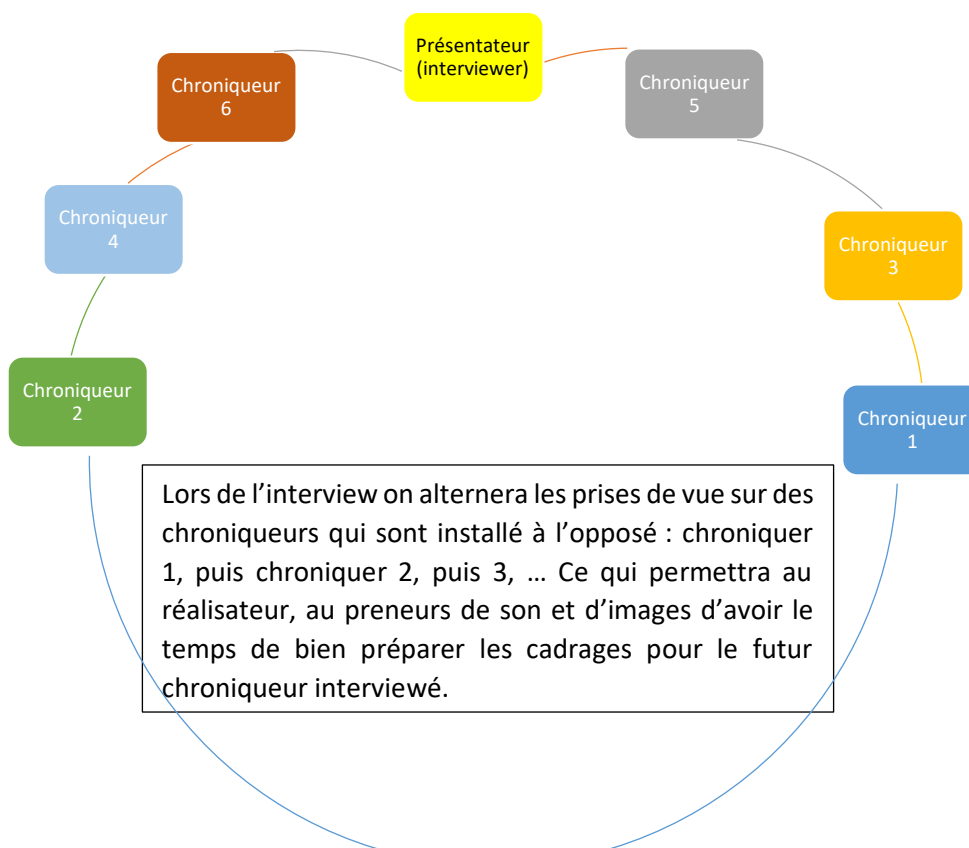 Présentateur
(interviewer)
Chroniqueur
6
Chroniqueur
5
Chroniqueur
4
Chroniqueur
3
Chroniqueur
2
Chroniqueur
1
Lors de l’interview on alternera les prises de vue sur des
chroniqueurs qui sont installé à l’opposé : chroniquer
1, puis chroniquer 2, puis 3, … Ce qui permettra au
réalisateur, au preneurs de son et d’images d’avoir le
temps de bien préparer les cadrages pour le futur
chroniqueur interviewé.